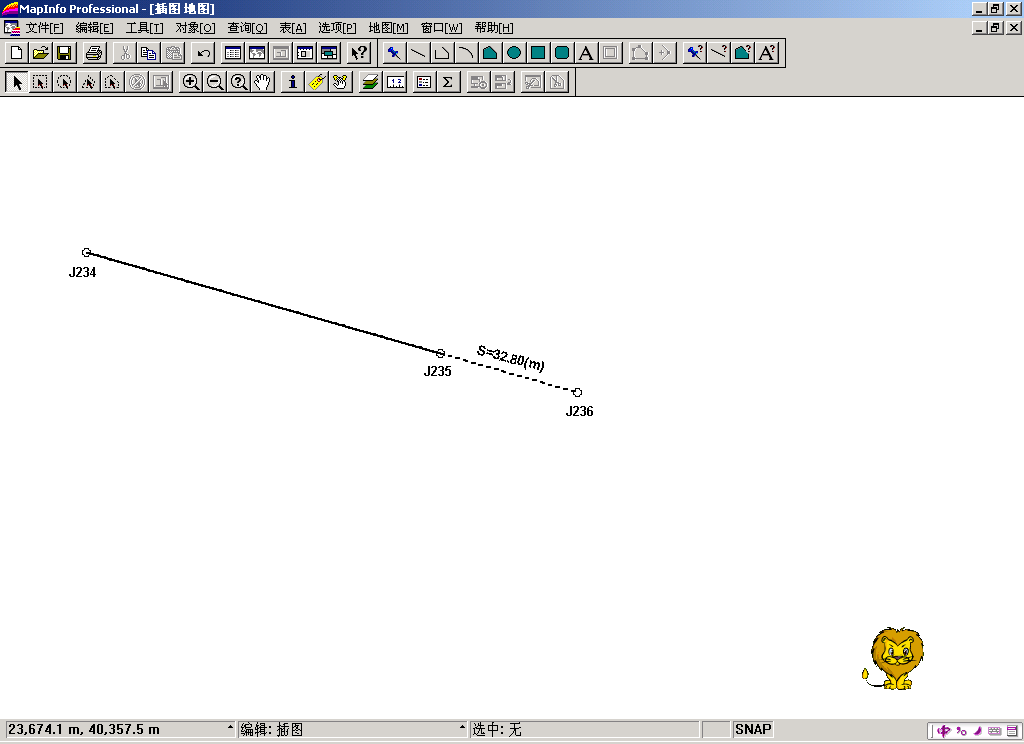 MapInfo Professional - [插图 地图]
文件[F] 编辑[E] 工具[T] 对象[O] 查询[Q] 表[A] 选项[P] 地图[M] 窗口[W] 帮助[H]
J234
S=32.80(m)
J235
J236
23,674.1 m, 40,357.5 m 编辑: 插图 选中: 无 SNAP 中